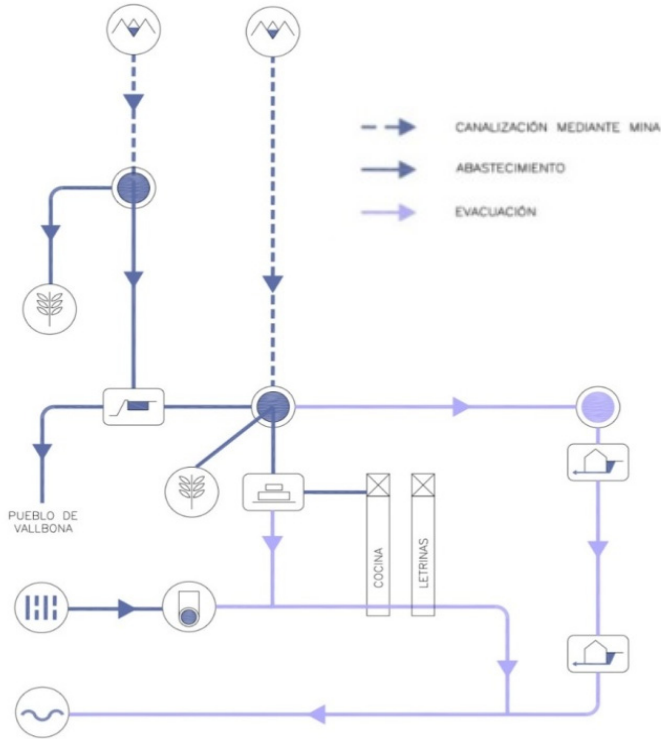 CANALIZACIÓN MEDIANTE MINA
ABASTECIMIENTO
EVACUACIÓN
PUEBLO DE
VALLBONA
COCINA
LETRINAS